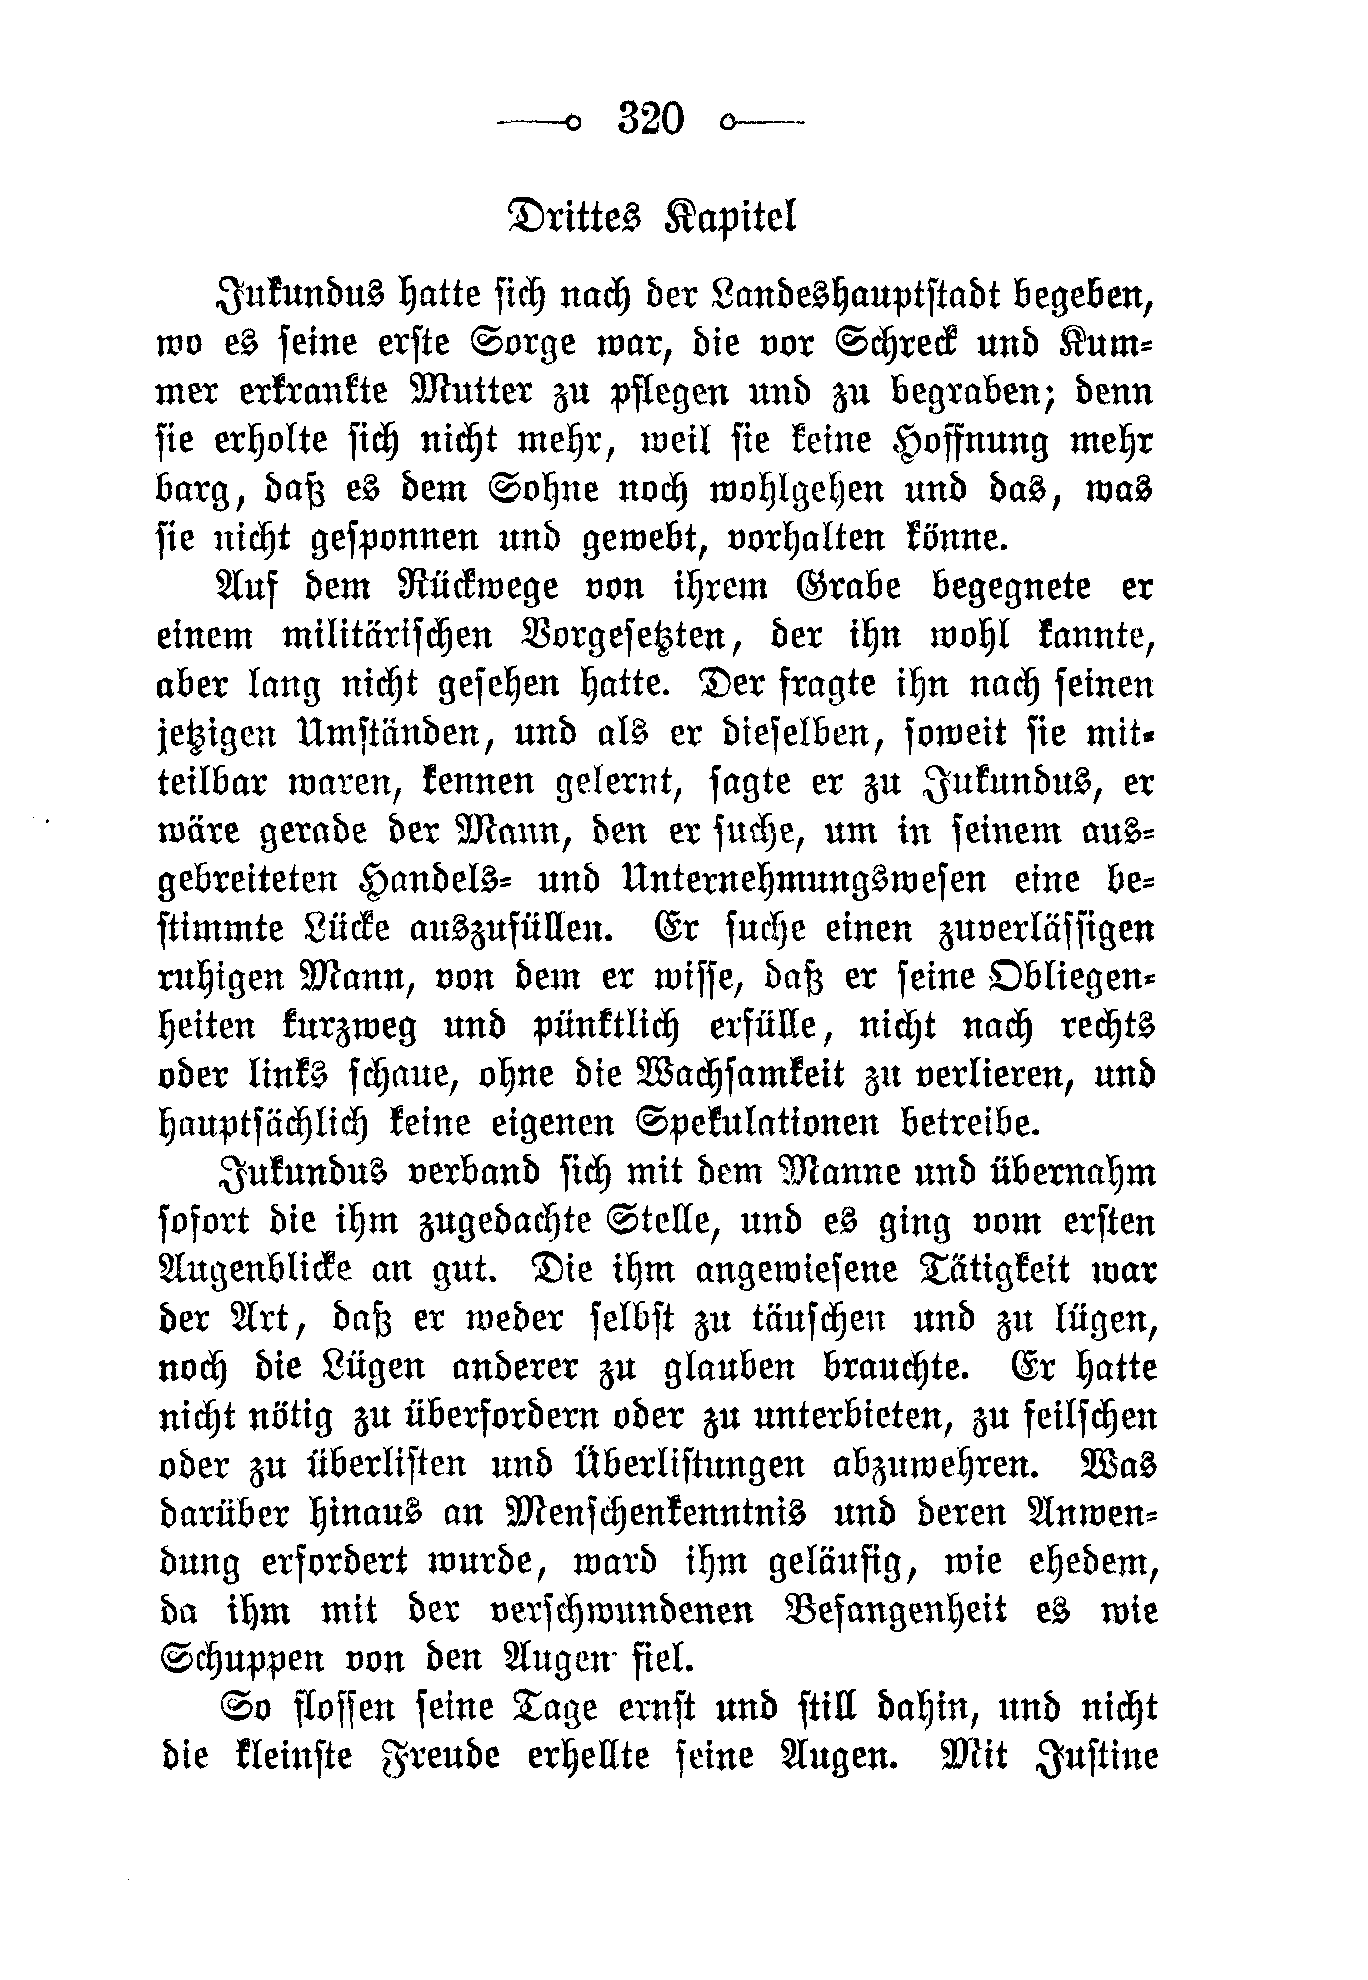 320
Drittes Kapitel
Jukundus hatte sich nach der Landeshauptstadt begeben,
wo es seine erste Sorge war, die vor Schreck und Kum-
mer erkrankte Mutter zu pflegen und zu begraben; denn
sie erholte sich nicht mehr, weil sie keine Hoffnung mehr
barg, daß es dem Sohne noch wohlgehen und das, was
sie nicht gesponnen und gewebt, vorhalten könne.
Auf dem Rückwege von ihrem Grabe begegnete er
einem militärischen Vorgesetzten, der ihn wohl kannte,
aber lang nicht gesehen hatte. Der fragte ihn nach seinen
jetzigen Umständen, und als er dieselben, soweit sie mit-
teilbar waren, kennen gelernt, sagte er zu Jukundus, er
wäre gerade der Mann, den er suche, um in seinem aus-
gebreiteten Handels- und Unternehmungswesen eine be-
stimmte Lücke auszufüllen. Er suche einen zuverlässigen
ruhigen Mann, von dem er wisse, daß er seine Obliegen-
heiten kurzweg und pünktlich erfülle, nicht nach rechts
oder links schaue, ohne die Wachsamkeit zu verlieren, und
hauptsächlich keine eigenen Spekulationen betreibe.
Jukundus verband sich mit dem Manne und übernahm
sofort die ihm zugedachte Stelle, und es ging vom ersten
Augenblicke an gut. Die ihm angewiesene Tätigkeit war
der Art, daß er weder selbst zu täuschen und zu lügen,
noch die Lügen anderer zu glauben brauchte. Er hatte
nicht nötig zu überfordern oder zu unterbieten, zu feilschen
oder zu überlisten und Überlistungen abzuwehren. Was
darüber hinaus an Menschenkenntnis und deren Anwen-
dung erfordert wurde, ward ihm geläufig, wie ehedem,
da ihm mit der verschwundenen Befangenheit es wie
Schuppen von den Augen fiel.
So flossen seine Tage ernst und still dahin, und nicht
die kleinste Freude erhellte seine Augen. Mit Justine